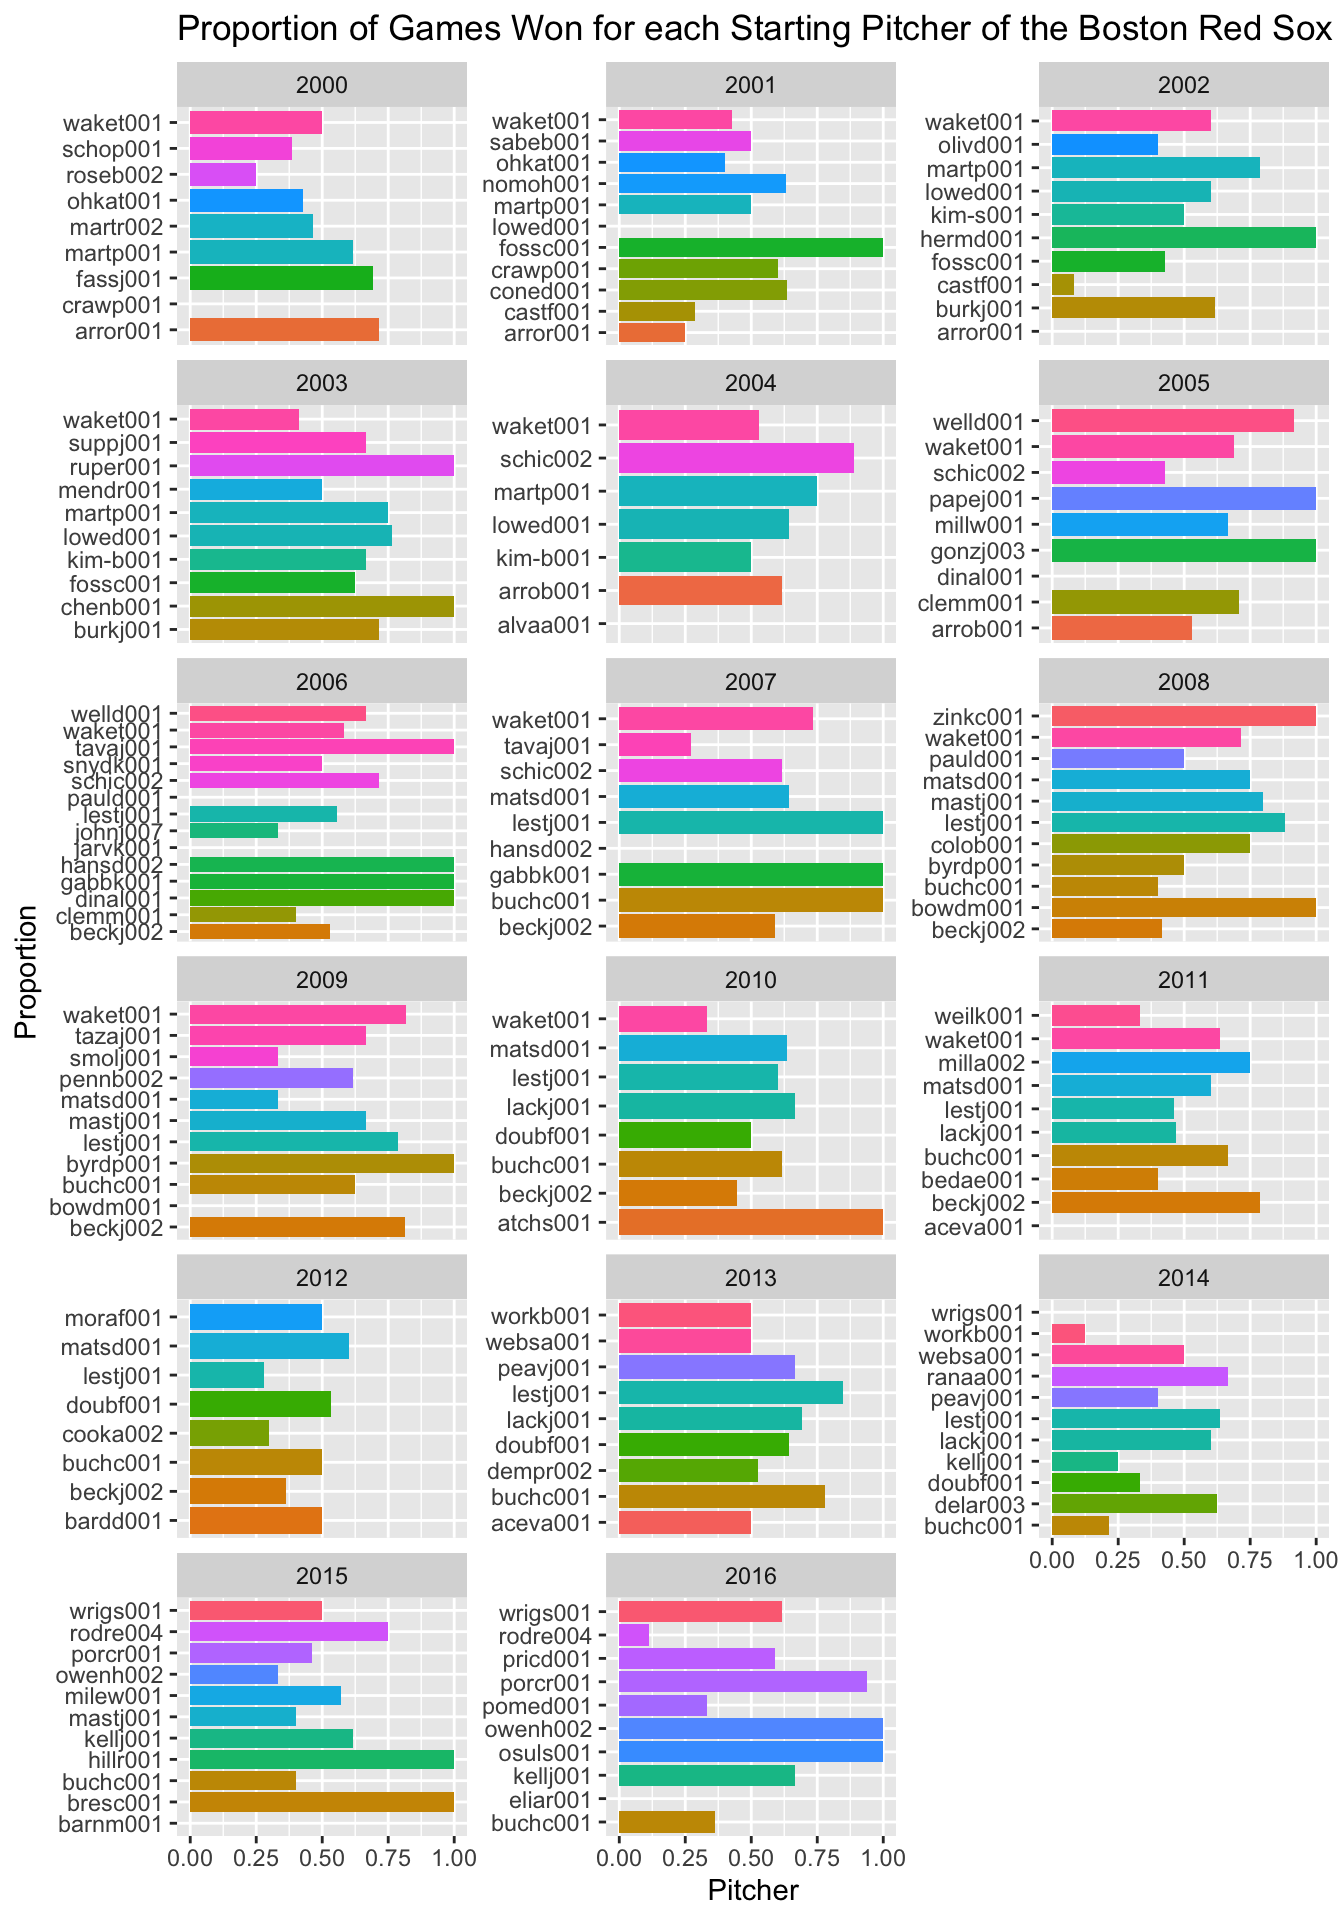 Proportion of Games Won for each Starting Pitcher of the Boston Red Sox
2000
waket001
schop001
roseb002
ohkat001
martr002
martp001
fassj001
crawp001
arror001
2001
waket001
sabeb001
ohkat001
nomoh001
martp001
lowed001
fossc001
crawp001
coned001
castf001
arror001
2002
waket001
olivd001
martp001
lowed001
kim-s001
hermd001
fossc001
castf001
burkj001
arror001
2003
waket001
suppj001
ruper001
mendr001
martp001
lowed001
kim-b001
fossc001
chenb001
burkj001
2004
waket001
schic002
martp001
lowed001
kim-b001
arrob001
alvaa001
2005
welld001
waket001
schic002
papej001
millw001
gonzj003
dinal001
clemm001
arrob001
2006
welld001
waket001
tavaj001
snydk001
schic002
pauld001
lestj001
johnj007
jarvk001
hansd002
gabbk001
dinal001
clemm001
beckj002
2007
waket001
tavaj001
schic002
matsd001
lestj001
hansd002
gabbk001
buchc001
beckj002
2008
zinkc001
waket001
pauld001
matsd001
mastj001
lestj001
colob001
byrdp001
buchc001
bowdm001
beckj002
Proportion
2009
waket001
tazaj001
smolj001
pennb002
matsd001
mastj001
lestj001
byrdp001
buchc001
bowdm001
beckj002
2010
waket001
matsd001
lestj001
lackj001
doubf001
buchc001
beckj002
atchs001
2011
weilk001
waket001
milla002
matsd001
lestj001
lackj001
buchc001
bedae001
beckj002
aceva001
2012
moraf001
matsd001
lestj001
doubf001
cooka002
buchc001
beckj002
bardd001
2013
workb001
websa001
peavj001
lestj001
lackj001
doubf001
dempr002
buchc001
aceva001
2014
wrigs001
workb001
websa001
ranaa001
peavj001
lestj001
lackj001
kellj001
doubf001
delar003
buchc001
0.00 0.25 0.50 0.75 1.00
2015
wrigs001
rodre004
porcr001
owenh002
milew001
mastj001
kellj001
hillr001
buchc001
bresc001
barnm001
0.00 0.25 0.50 0.75 1.00
2016
wrigs001
rodre004
pricd001
porcr001
pomed001
owenh002
osuls001
kellj001
eliar001
buchc001
0.00 0.25 0.50 0.75 1.00
Pitcher